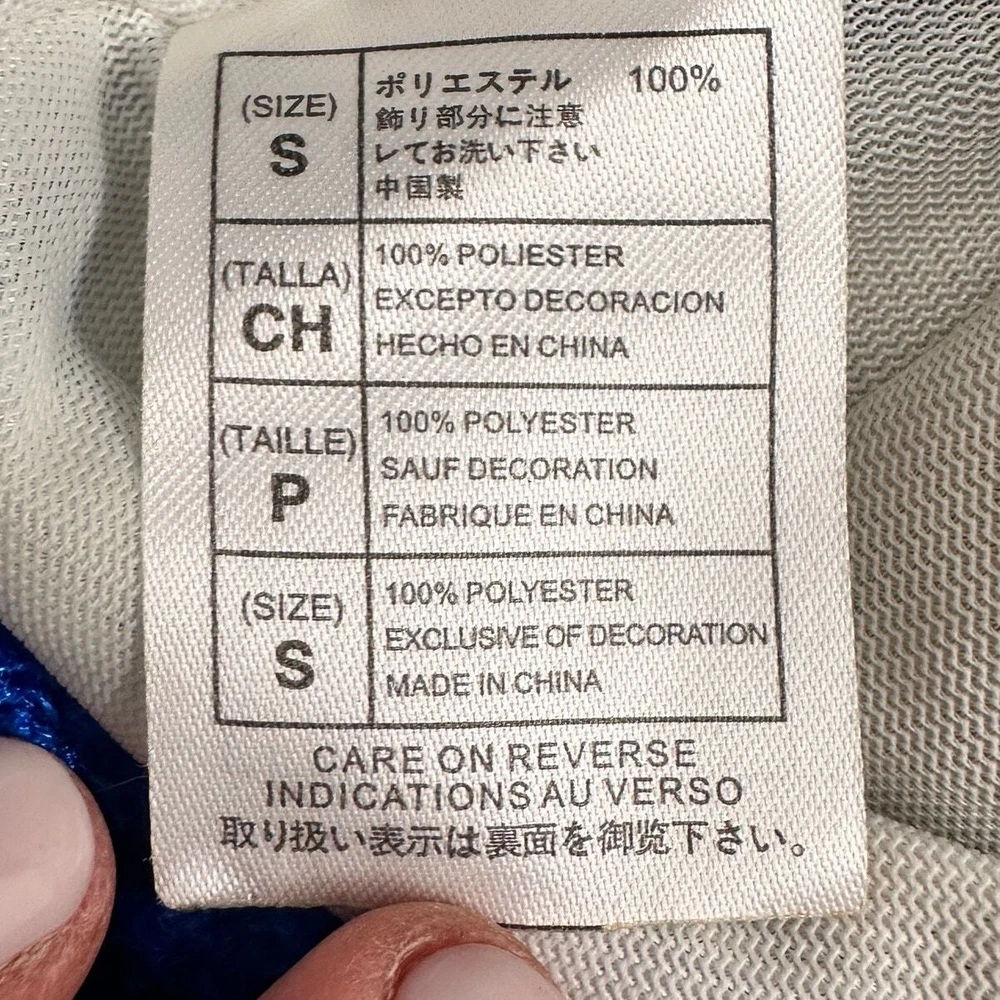 (SIZE)
S
ポリエステル 100%
飾り部分に注意
レてお洗い下さい
中国製
(TALLA)
CH
100% POLIESTER
EXCEPTO DECORACION
HECHO EN CHINA
(TAILLE)
P
100% POLYESTER
SAUF DECORATION
FABRIQUE EN CHINA
(SIZE)
S
100% POLYESTER
EXCLUSIVE OF DECORATION
MADE IN CHINA
CARE ON REVERSE
INDICATIONS AU VERSO
取り扱い表示は裏面を御覧下さい。